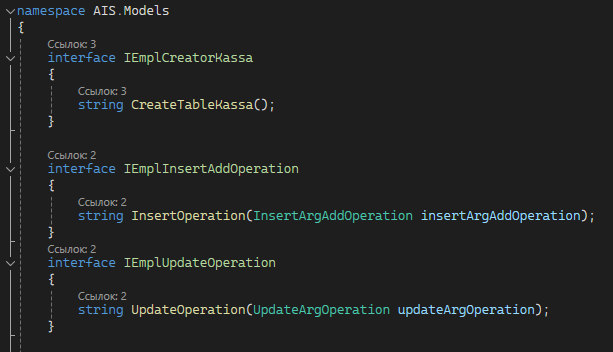 namespace AIS.Models
{
Ссылок: 3
interface IEmplCreatorKassa
{
Ссылок: 3
string CreateTableKassa();
}
Ссылок: 2
interface IEmplInsertAddOperation
{
Ссылок: 2
string InsertOperation(InsertArgAddOperation insertArgAddOperation);
}
Ссылок: 2
interface IEmplUpdateOperation
{
Ссылок: 2
string UpdateOperation(UpdateArgOperation updateArgOperation);
}